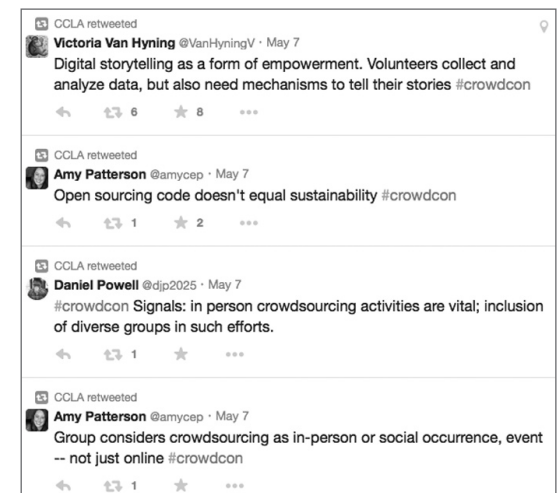 CCLA retweeted
Victoria Van Hyning @VanHyningV · May 7
Digital storytelling as a form of empowerment. Volunteers collect and
analyze data, but also need mechanisms to tell their stories #crowdcon
6 8
CCLA retweeted
Amy Patterson @amycep · May 7
Open sourcing code doesn't equal sustainability #crowdcon
1 2
CCLA retweeted
Daniel Powell @djp2025 · May 7
#crowdcon Signals: in person crowdsourcing activities are vital; inclusion
of diverse groups in such efforts.
1
CCLA retweeted
Amy Patterson @amycep · May 7
Group considers crowdsourcing as in-person or social occurrence, event
-- not just online #crowdcon
1